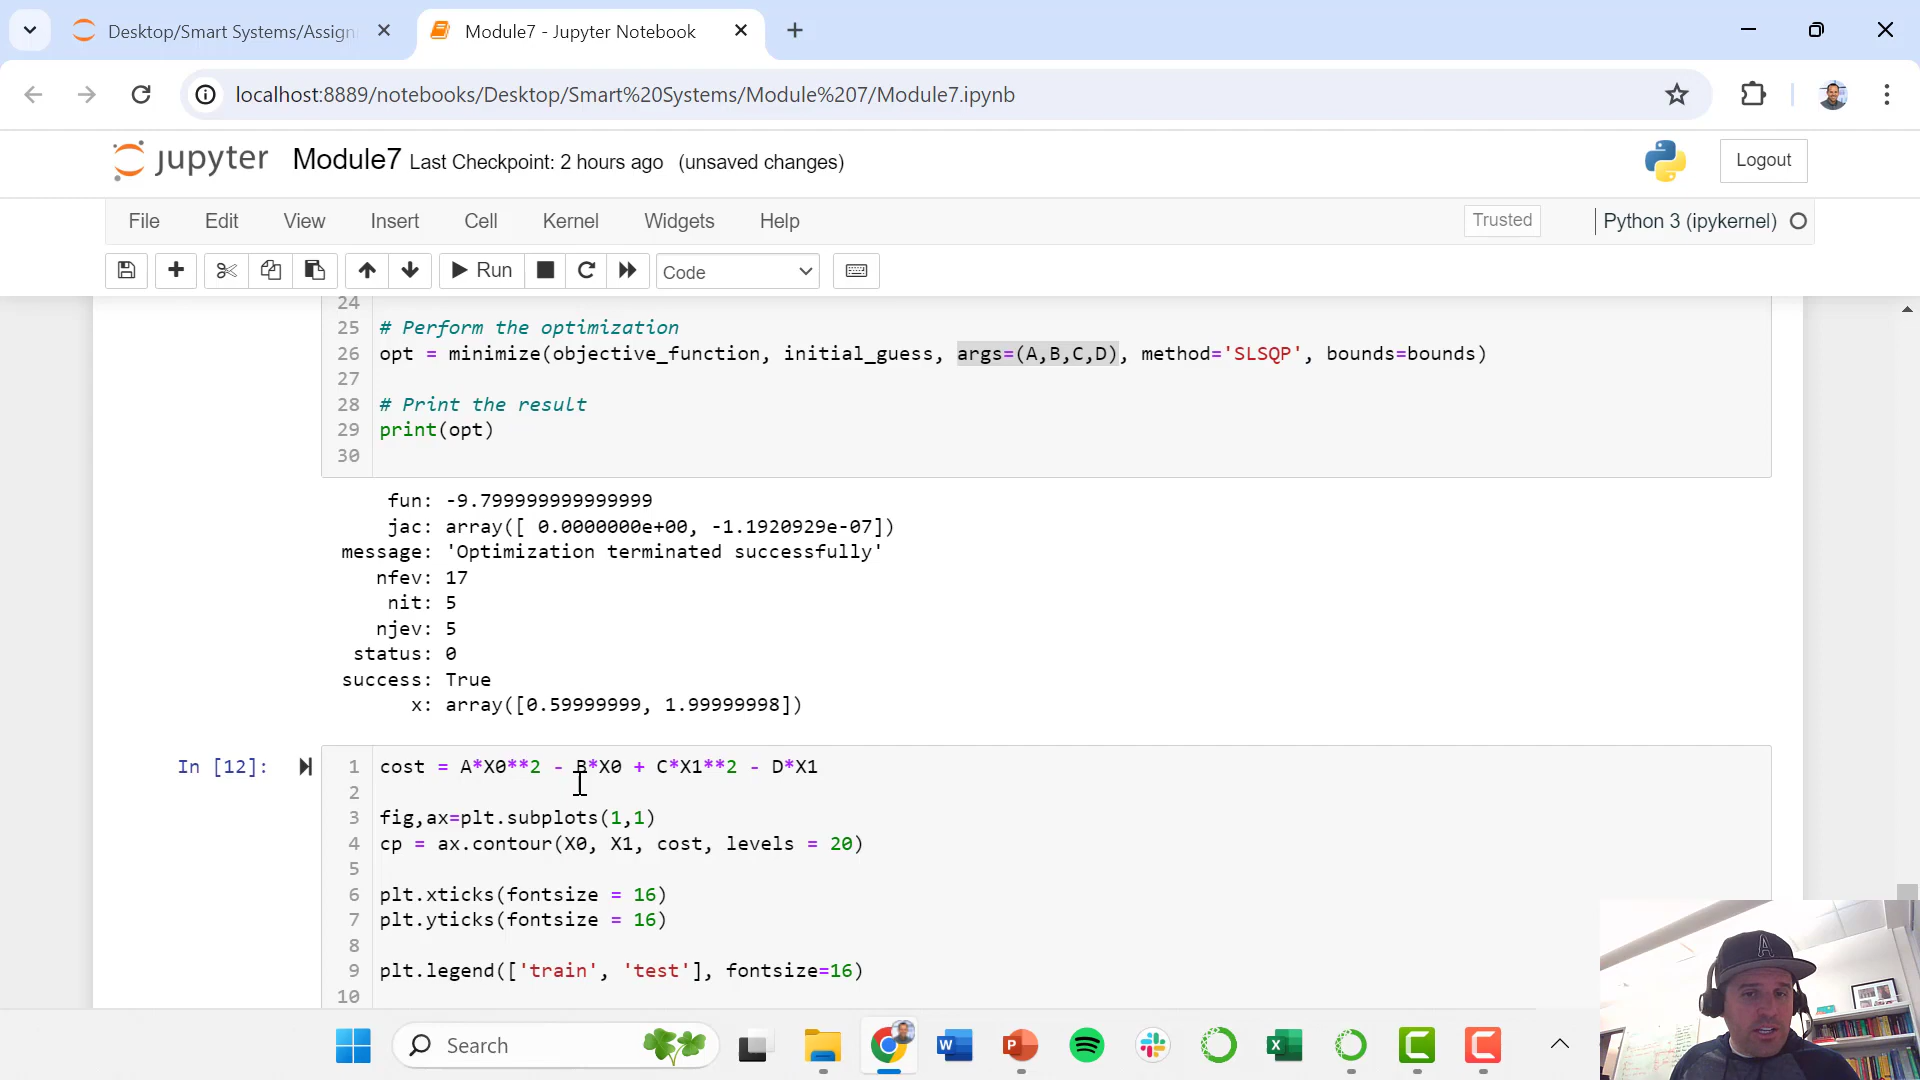 Desktop/Smart Systems/Assign
Module7 - Jupyter Notebook
localhost:8889/notebooks/Desktop/Smart%20Systems/Module%207/Module7.ipynb
jupyter Module7 Last Checkpoint: 2 hours ago (unsaved changes)
Logout
File Edit View Insert Cell Kernel Widgets Help
Trusted
Python 3 (ipykernel)
Run
Code
24
25 # Perform the optimization
26 opt = minimize(objective_function, initial_guess, args=(A,B,C,D), method='SLSQP', bounds=bounds)
27
28 # Print the result
29 print(opt)
30
fun: -9.799999999999999
jac: array([ 0.0000000e+00, -1.1920929e-07])
message: 'Optimization terminated successfully'
nfev: 17
nit: 5
njev: 5
status: 0
success: True
x: array([0.59999999, 1.99999998])
In [12]:
1 cost = A*X0**2 - B*X0 + C*X1**2 - D*X1
2
3 fig,ax=plt.subplots(1,1)
4 cp = ax.contour(X0, X1, cost, levels = 20)
5
6 plt.xticks(fontsize = 16)
7 plt.yticks(fontsize = 16)
8
9 plt.legend(['train', 'test'], fontsize=16)
10
Search